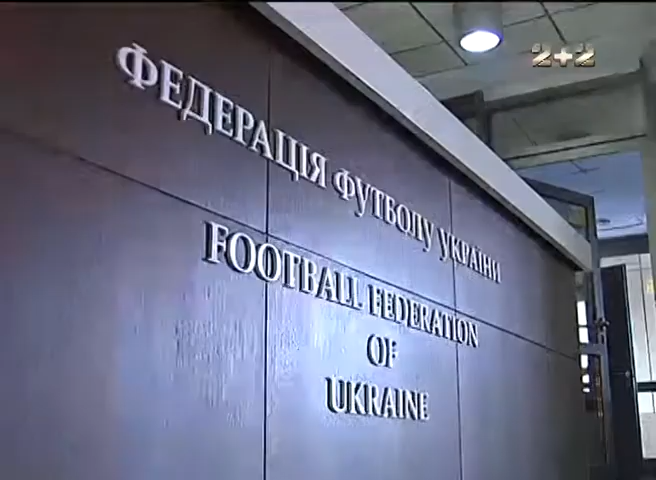 2+2
ФЕДЕРАЦІЯ ФУТБОЛУ УКРАЇНИ
FOOTBALL FEDERATION
OF
UKRAINE